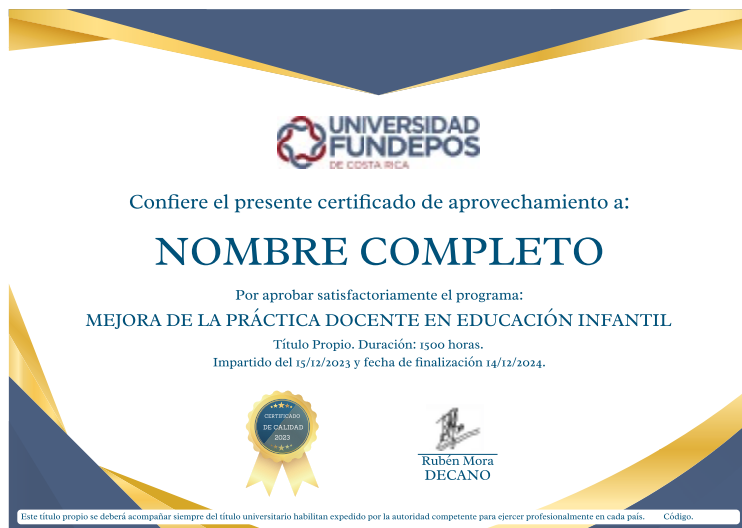 UNIVERSIDAD
FUNDEPOS
DE COSTA RICA
Confiere el presente certificado de aprovechamiento a:
NOMBRE COMPLETO
Por aprobar satisfactoriamente el programa:
MEJORA DE LA PRÁCTICA DOCENTE EN EDUCACIÓN INFANTIL
Título Propio. Duración: 1500 horas.
Impartido del 15/12/2023 y fecha de finalización 14/12/2024.
CERTIFICADO
DE CALIDAD
2023
Rubén Mora
DECANO
Este título propio se deberá acompañar siempre del título universitario habilitan expedido por la autoridad competente para ejercer profesionalmente en cada país. Código.